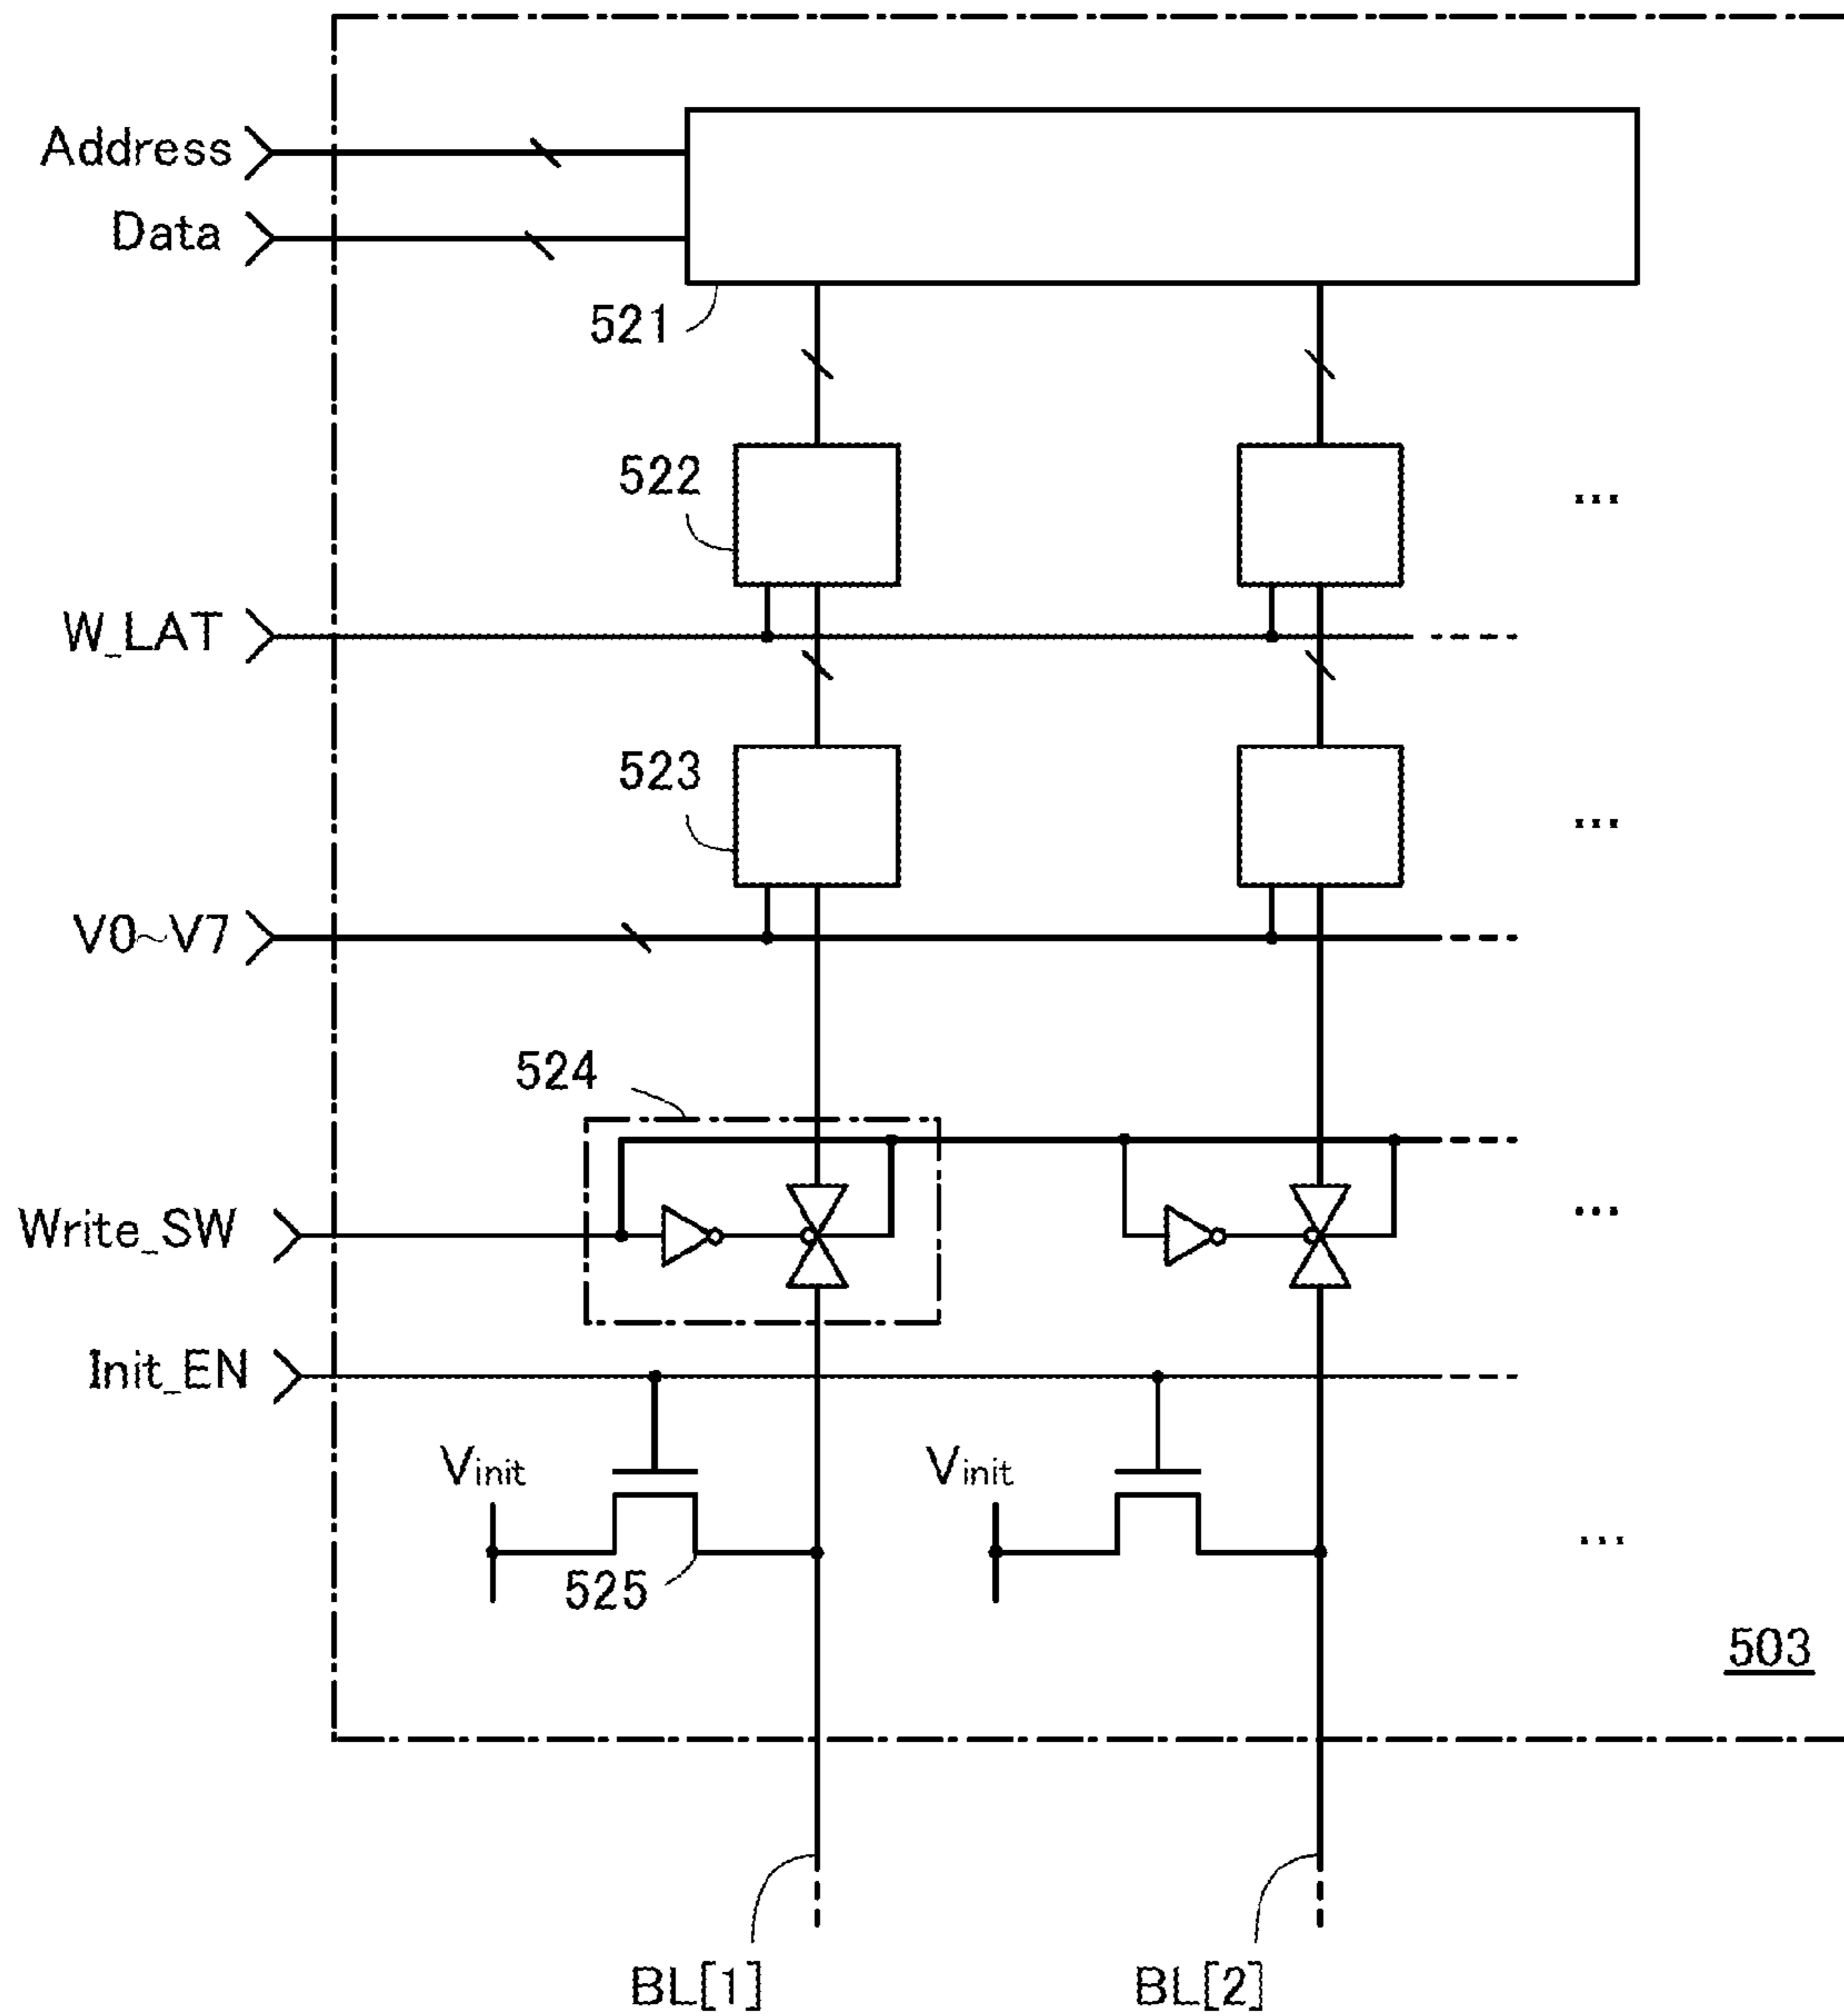 Address
Data
521
522
...
W_LAT
523
...
V0~V7
524
Write_SW
...
Init_EN
Vinit
Vinit
525
...
503
BL[1]
BL[2]